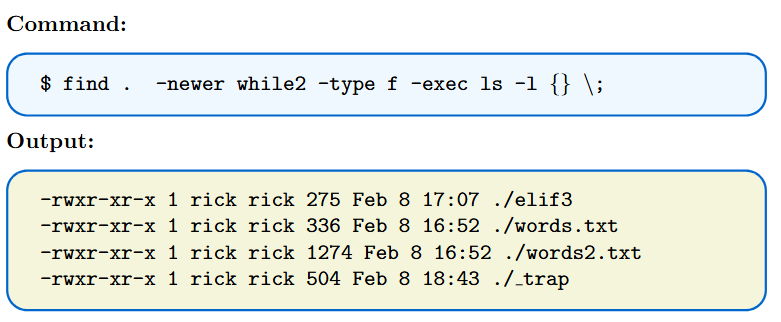 Command:
$ find .  -newer while2 -type f -exec ls -l {} \;
Output:
-rwxr-xr-x 1 rick rick 275 Feb 8 17:07 ./elif3
-rwxr-xr-x 1 rick rick 336 Feb 8 16:52 ./words.txt
-rwxr-xr-x 1 rick rick 1274 Feb 8 16:52 ./words2.txt
-rwxr-xr-x 1 rick rick 504 Feb 8 18:43 ./_trap